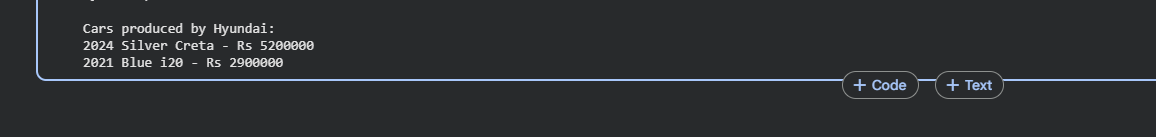 Cars produced by Hyundai:
2024 Silver Creta - Rs 5200000
2021 Blue i20 - Rs 2900000
+ Code + Text